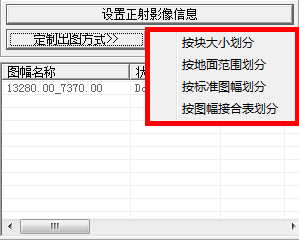 设置正射影像信息
定制出图方式>>
按块大小划分
按地面范围划分
按标准图幅划分
按图幅接合表划分
图幅名称
13280.00_7370.00